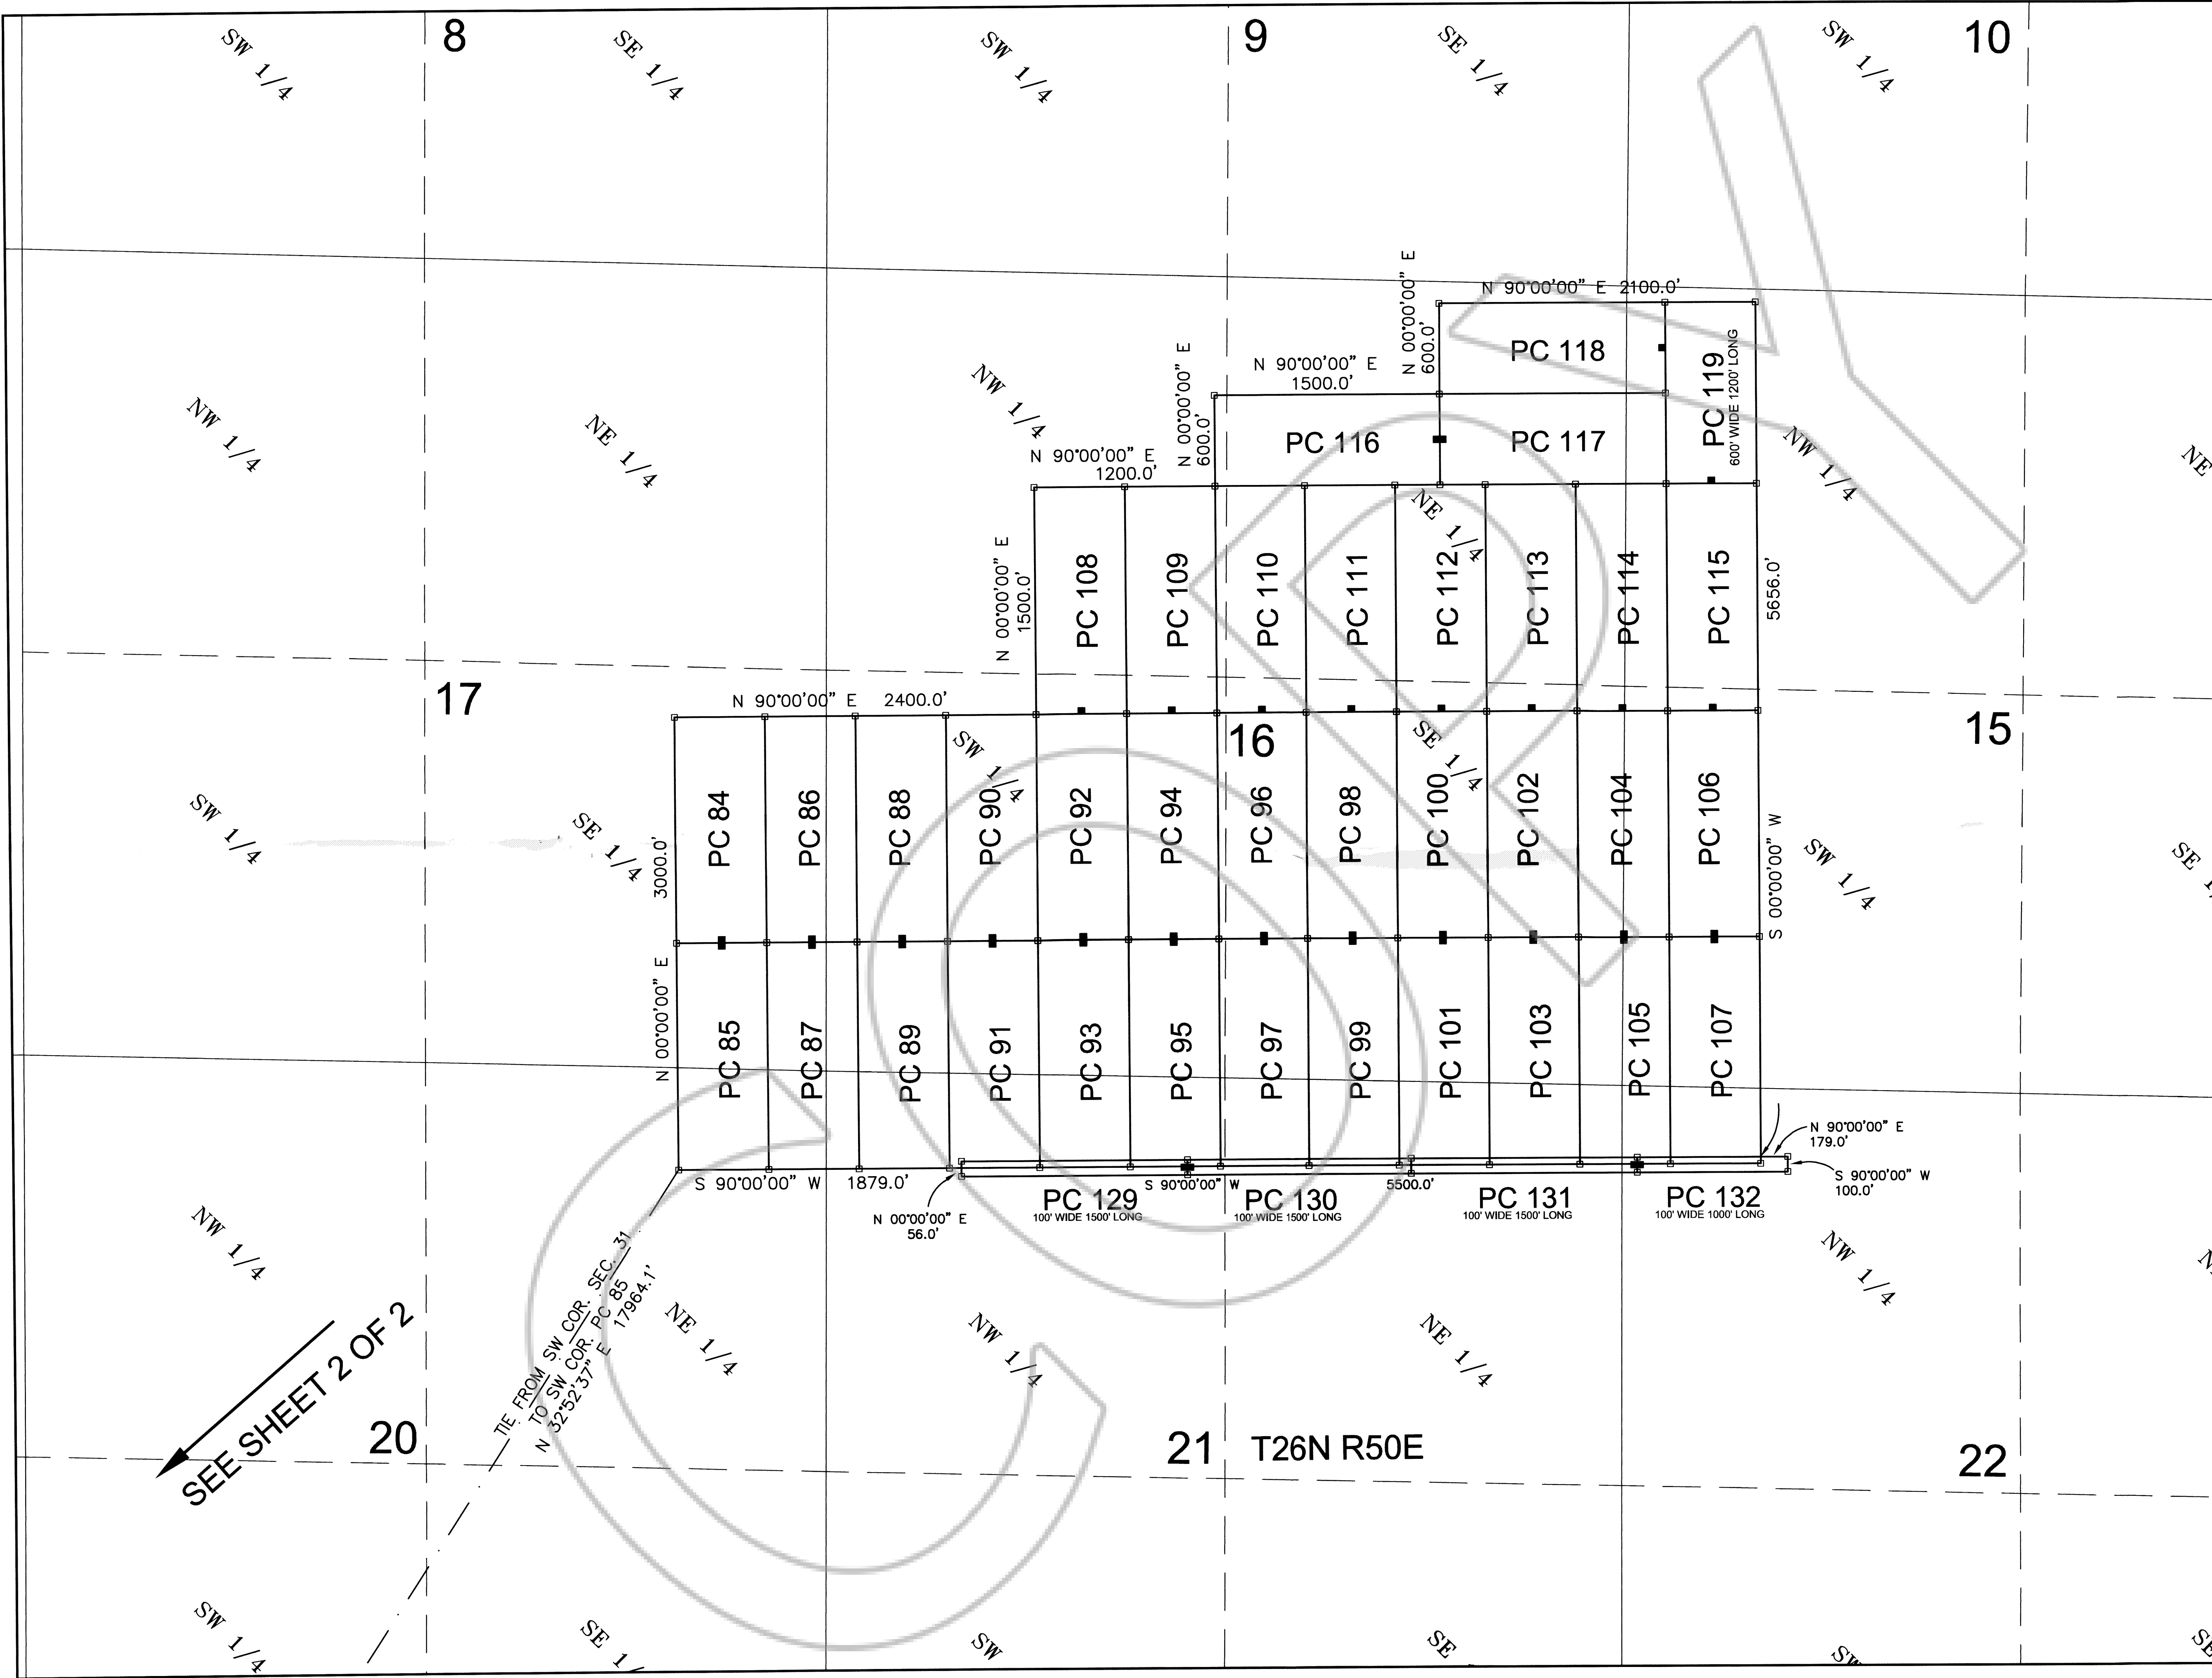 8
9
10
SW 1/4
SE 1/4
SW 1/4
SE 1/4
SW 1/4
N 90°00'00" E 2100.0'
N 00°00'00" E
600.0'
PC 118
PC 119
600' WIDE 1200' LONG
N 90°00'00" E
1500.0'
N 00°00'00" E
600.0'
PC 116
PC 117
NW 1/4
NE 1/4
NW 1/4
NE 1/4
NW 1/4
NE
N 90°00'00" E
1200.0'
N 00°00'00" E
1500.0'
PC 108
PC 109
PC 110
PC 111
PC 112
PC 113
PC 114
PC 115
5656.0'
17
16
15
N 90°00'00" E 2400.0'
SW 1/4
SE 1/4
SW 1/4
SE 1/4
SW 1/4
SE
3000.0'
N 00°00'00" E
PC 84
PC 86
PC 88
PC 90
PC 92
PC 94
PC 96
PC 98
PC 100
PC 102
PC 104
PC 106
S 00°00'00" W
PC 85
PC 87
PC 89
PC 91
PC 93
PC 95
PC 97
PC 99
PC 101
PC 103
PC 105
PC 107
N 90°00'00" E
179.0'
S 90°00'00" W
100.0'
S 90°00'00" W 1879.0'
S 90°00'00" W 5500.0'
N 00°00'00" E
56.0'
PC 129
100' WIDE 1500' LONG
PC 130
100' WIDE 1500' LONG
PC 131
100' WIDE 1500' LONG
PC 132
100' WIDE 1000' LONG
NW 1/4
NE 1/4
NW 1/4
NE 1/4
NW 1/4
TIE FROM SW COR. SEC. 31
TO SW COR. PC 85
N 32°52'37" E 17964.1'
SEE SHEET 2 OF 2
20
21
T26N R50E
22
SW 1/4
SE 1/
SW
SE
SW
COPY